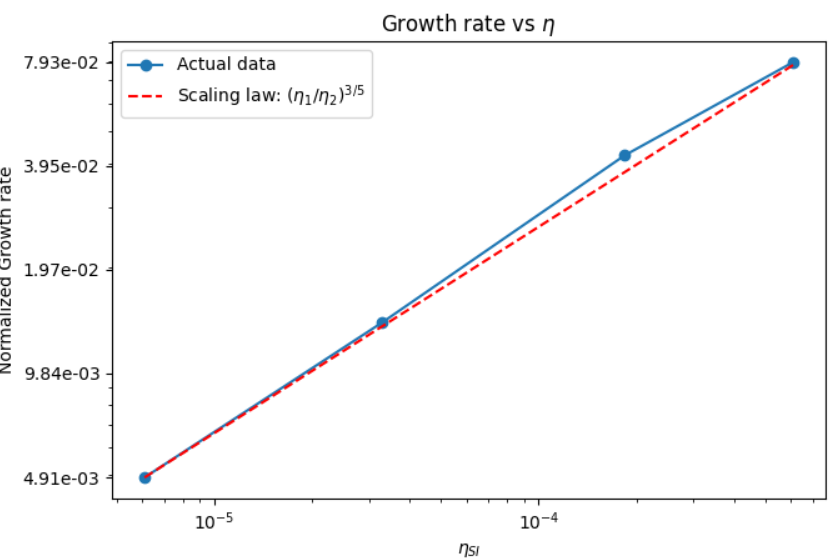 Growth rate vs η
Actual data
Scaling law: (η₁/η₂)³/⁵
Normalized Growth rate
7.93e-02
3.95e-02
1.97e-02
9.84e-03
4.91e-03
10⁻⁵
10⁻⁴
η_SI